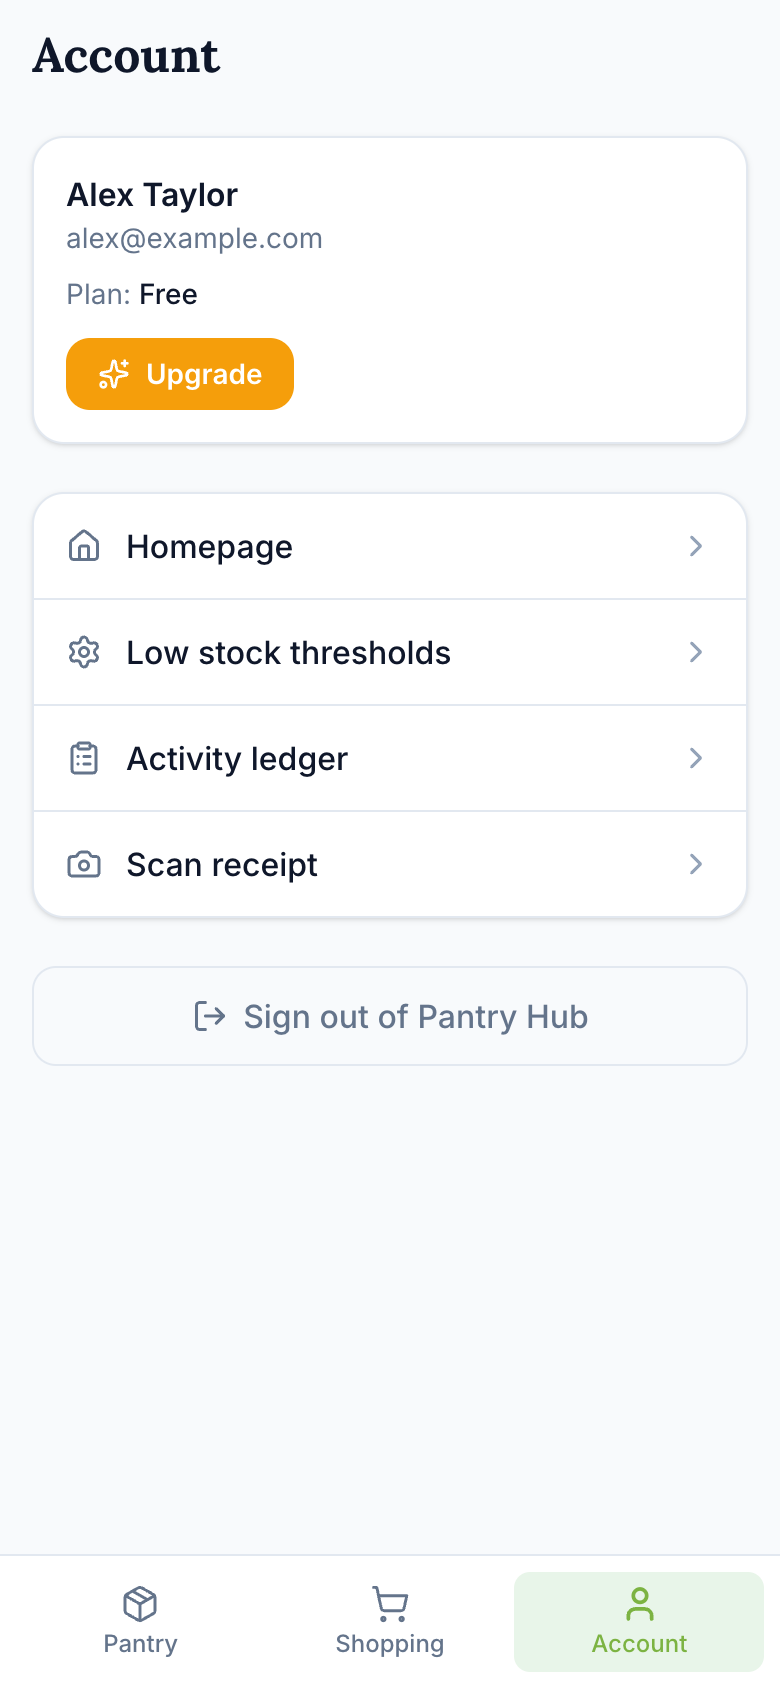 Account
Alex Taylor
alex@example.com
Plan: Free
Upgrade
Homepage
Low stock thresholds
Activity ledger
Scan receipt
Sign out of Pantry Hub
Pantry
Shopping
Account